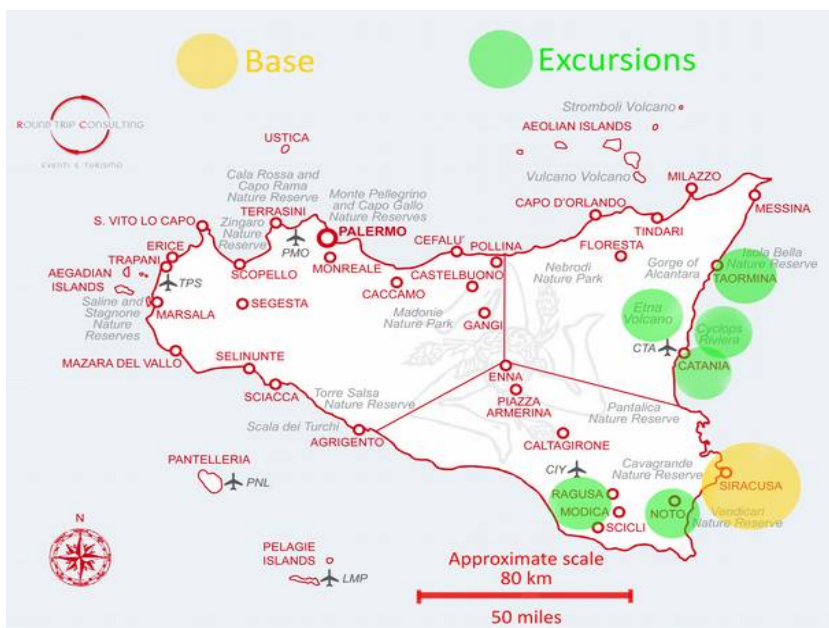 Base
Excursions
ROUND TRIP CONSULTING
EVENTI E TURISMO
Stromboli Volcano
AEOLIAN ISLANDS
USTICA
Vulcano Volcano
Cala Rossa and
Capo Rama
Nature Reserve
Monte Pellegrino
and Capo Gallo
Nature Reserves
MILAZZO
MESSINA
CAPO D'ORLANDO
TINDARI
S. VITO LO CAPO
Zingaro
Nature
Reserve
TERRASINI
PMO
PALERMO
MONREALE
CEFALU'
POLLINA
FLORESTA
ERICE
TRAPANI
TPS
AEGADIAN
ISLANDS
SCOPELLO
CASTELBUONO
CACCAMO
Nebrodi
Nature Park
Gorge of
Alcantara
Isola Bella
Nature Reserve
TAORMINA
Saline and
Stagnone
Nature
Reserves
MARSALA
SEGESTA
Madonie
Nature Park
GANGI
Etna
Volcano
Cyclops
Riviera
CTA
CATANIA
MAZARA DEL VALLO
SELINUNTE
SCIACCA
ENNA
PIAZZA
ARMERINA
Torre Salsa
Nature Reserve
Scala dei Turchi
AGRIGENTO
Pantalica
Nature Reserve
CALTAGIRONE
CIY
Cavagrande
Nature Reserve
SIRACUSA
PANTELLERIA
PNL
RAGUSA
MODICA
SCICLI
NOTO
Vendicari
Nature Reserve
N
PELAGIE
ISLANDS
LMP
Approximate scale
80 km
50 miles